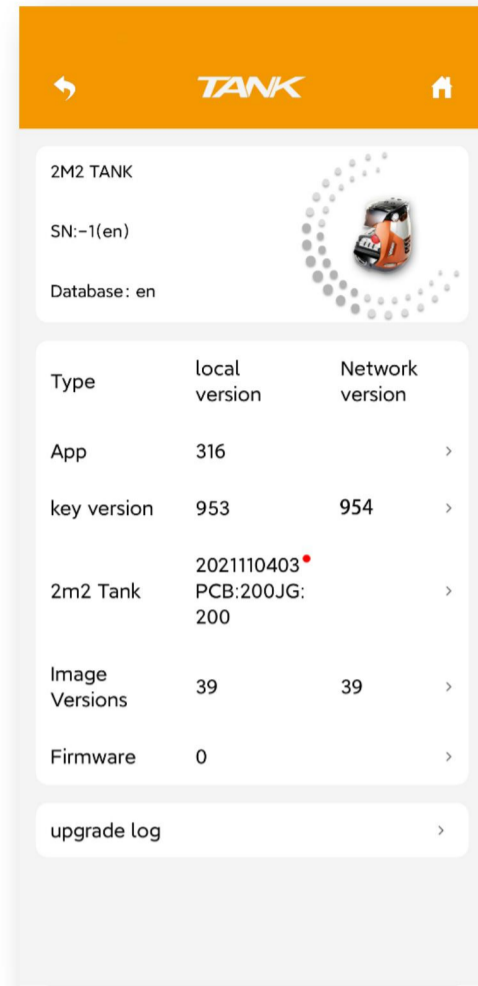 TANK
2M2 TANK
SN:-1(en)
Database: en
Type
local
version
Network
version
App
316
key version
953
954
2m2 Tank
2021110403
PCB:200JG:
200
Image
Versions
39
39
Firmware
0
upgrade log